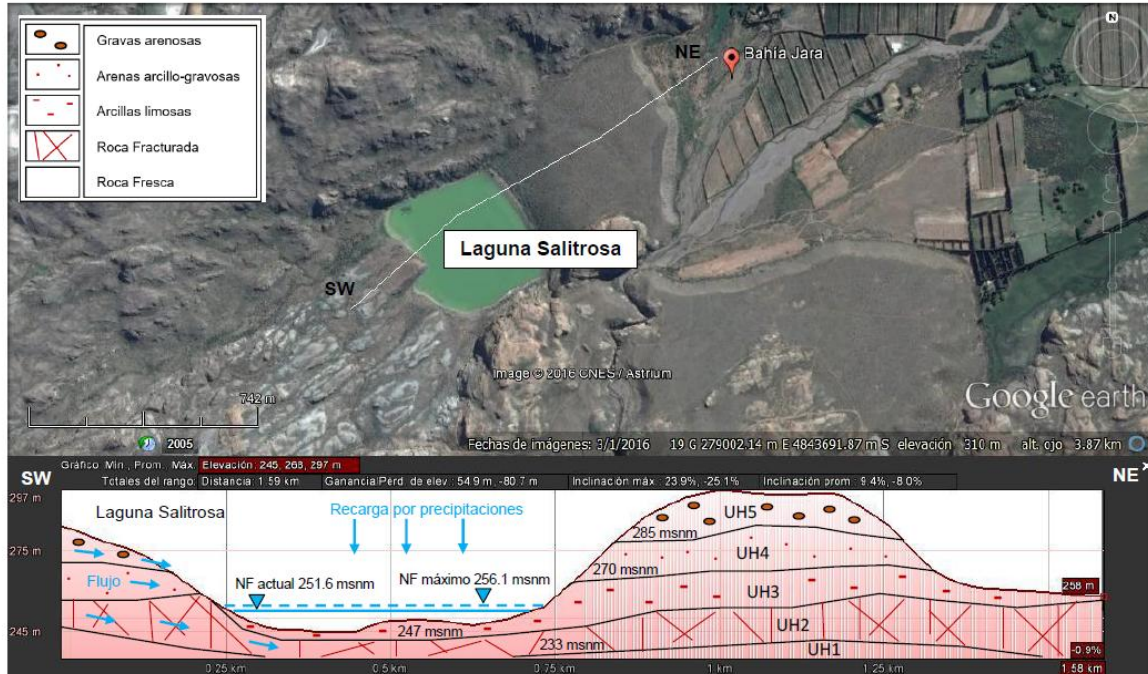 Gravas arenosas
Arenas arcillo-gravosas
Arcillas limosas
Roca Fracturada
Roca Fresca
N
NE
Bahía Jara
Laguna Salitrosa
SW
Image © 2016 CNES / Astrium
Google earth
742 m
2005
Fechas de imágenes: 3/1/2016 19 G 279002.14 m E 4843691.87 m S elevación 310 m alt. ojo 3.87 km
SW
Gráfico Mín., Prom. Máx. Elevación: 245, 268, 297 m
NE
Totales del rango: Distancia: 1.59 km Ganancia/Pérd. de elev.: 54.9 m, -80.7 m Inclinación máx.: 23.9%, -25.1% Inclinación prom.: 9.4%, -8.0%
297 m
Laguna Salitrosa
Recarga por precipitaciones
UH5
285 msnm
275 m
UH4
270 msnm
Flujo
NF actual 251.6 msnm
NF máximo 256.1 msnm
UH3
258 m
245 m
247 msnm
UH2
233 msnm
UH1
-0.9%
0.25 km
0.5 km
0.75 km
1 km
1.25 km
1.58 km